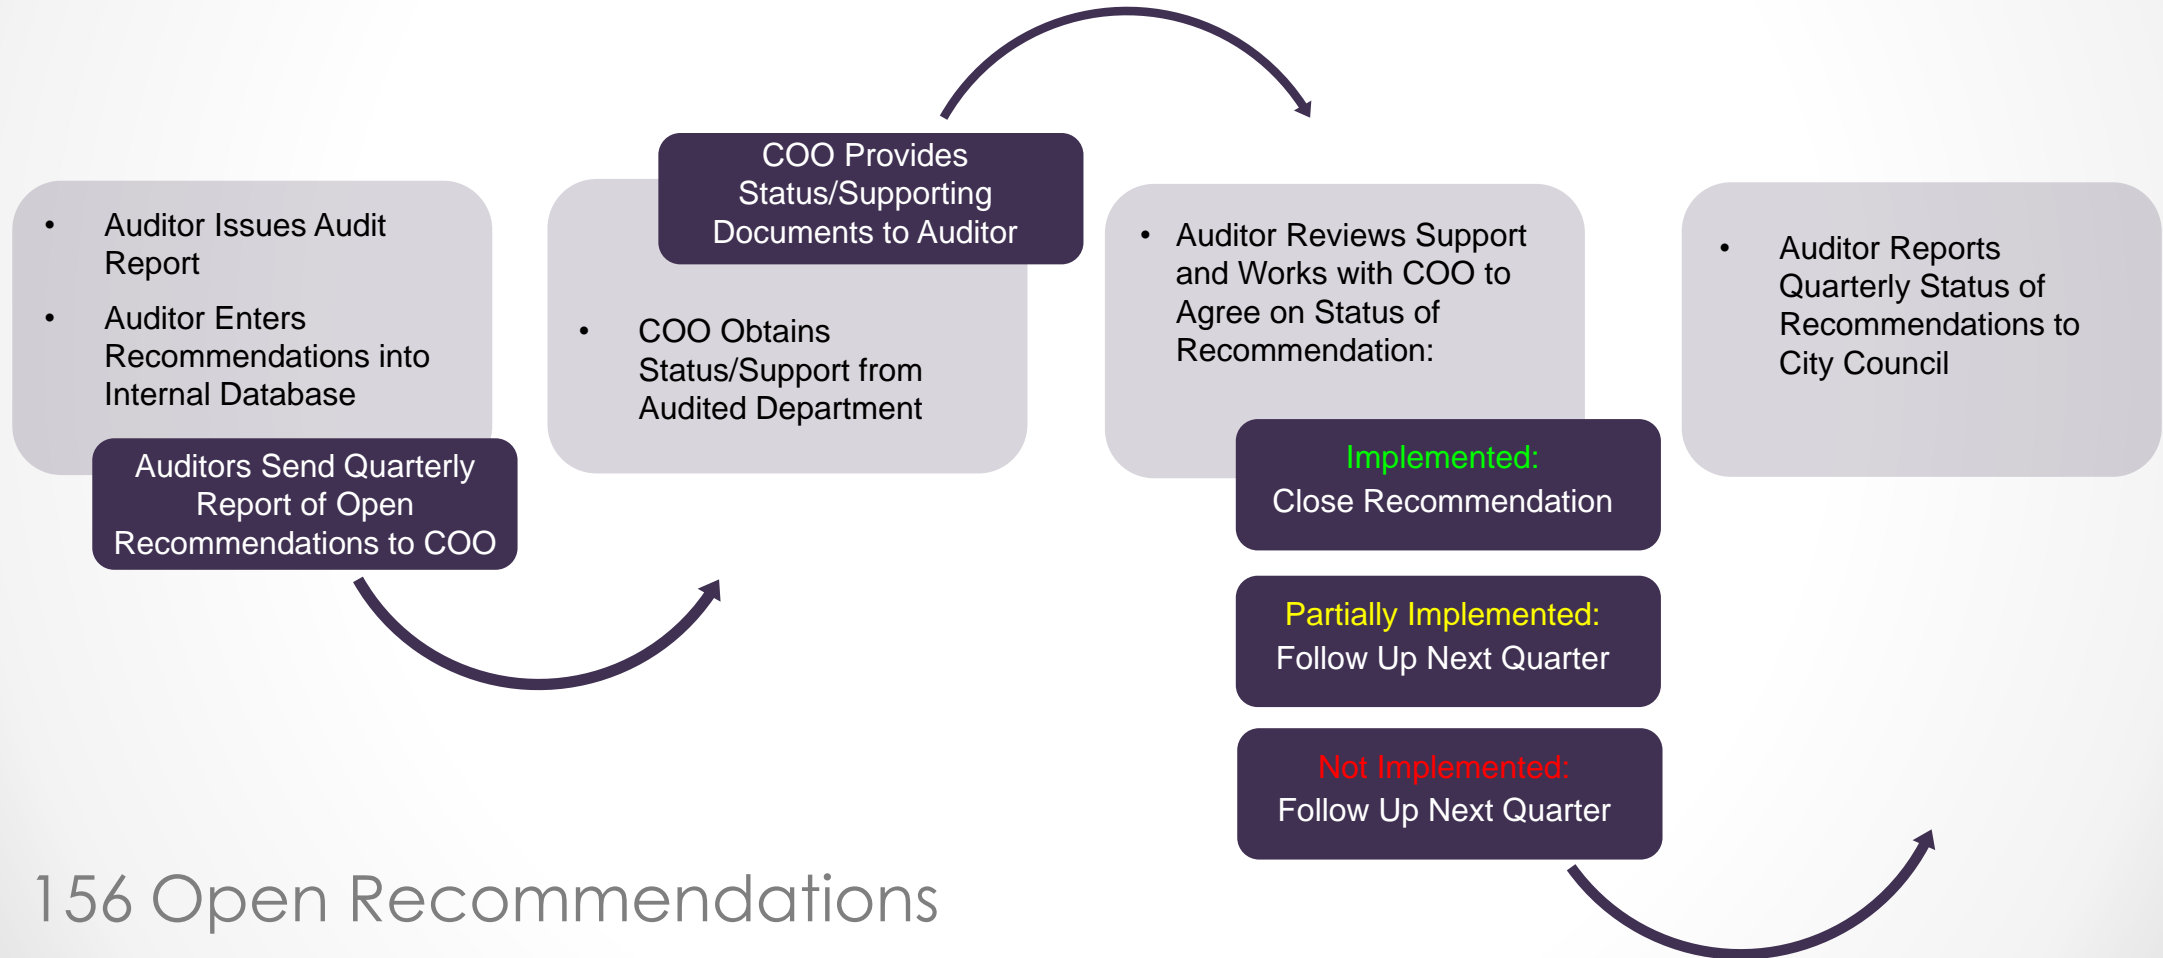 • Auditor Issues Audit
Report
• Auditor Enters
Recommendations into
Internal Database
Auditors Send Quarterly
Report of Open
Recommendations to COO
COO Provides
Status/Supporting
Documents to Auditor
• COO Obtains
Status/Support from
Audited Department
• Auditor Reviews Support
and Works with COO to
Agree on Status of
Recommendation:
Implemented:
Close Recommendation
Partially Implemented:
Follow Up Next Quarter
Not Implemented:
Follow Up Next Quarter
• Auditor Reports
Quarterly Status of
Recommendations to
City Council
156 Open Recommendations